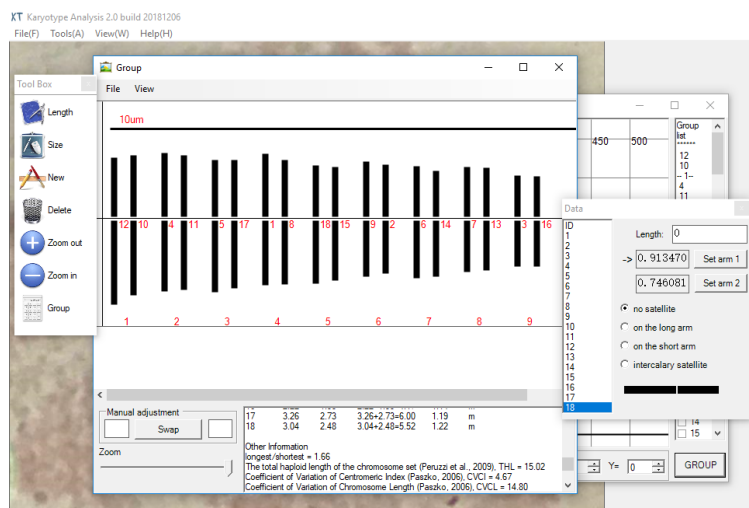 Karyotype Analysis 2.0 build 20181206
File(F) Tools(A) View(W) Help(H)
Tool Box
Length
Size
New
Delete
Zoom out
Zoom in
Group
Group
File View
10um
12 10 4 11 5 17 1 8 18 15 9 2 6 14 7 13 3 16
1 2 3 4 5 6 7 8 9
Manual adjustment
Swap
Zoom
17 3.26 2.73 3.26+2.73=6.00 1.19 m
18 3.04 2.48 3.04+2.48=5.52 1.22 m
Other Information
longest/shortest = 1.66
The total haploid length of the chromosome set (Peruzzi et al., 2009), THL = 15.02
Coefficient of Variation of Centromeric Index (Paszko, 2006), CVCI = 4.67
Coefficient of Variation of Chromosome Length (Paszko, 2006), CVCL = 14.80
450 500
Group
list
------
12
10
--1--
4
11
Data
ID
1
2
3
4
5
6
7
8
9
10
11
12
13
14
15
16
17
18
Length: 0
-> 0.913470 Set arm 1
0.746081 Set arm 2
no satellite
on the long arm
on the short arm
intercalary satellite
14
15
Y= 0 GROUP